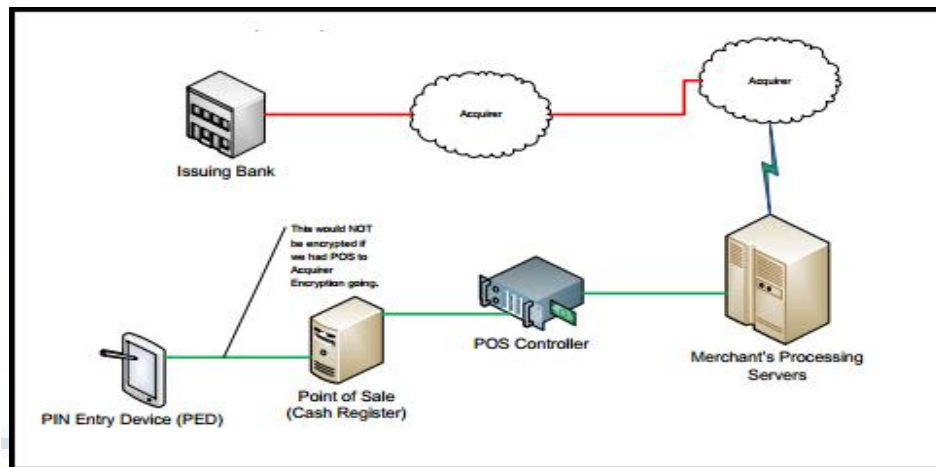 Acquirer
Acquirer
Issuing Bank
This would NOT
be encrypted if
we had POS to
Acquirer
Encryption going.
POS Controller
Merchant's Processing
Servers
Point of Sale
(Cash Register)
PIN Entry Device (PED)